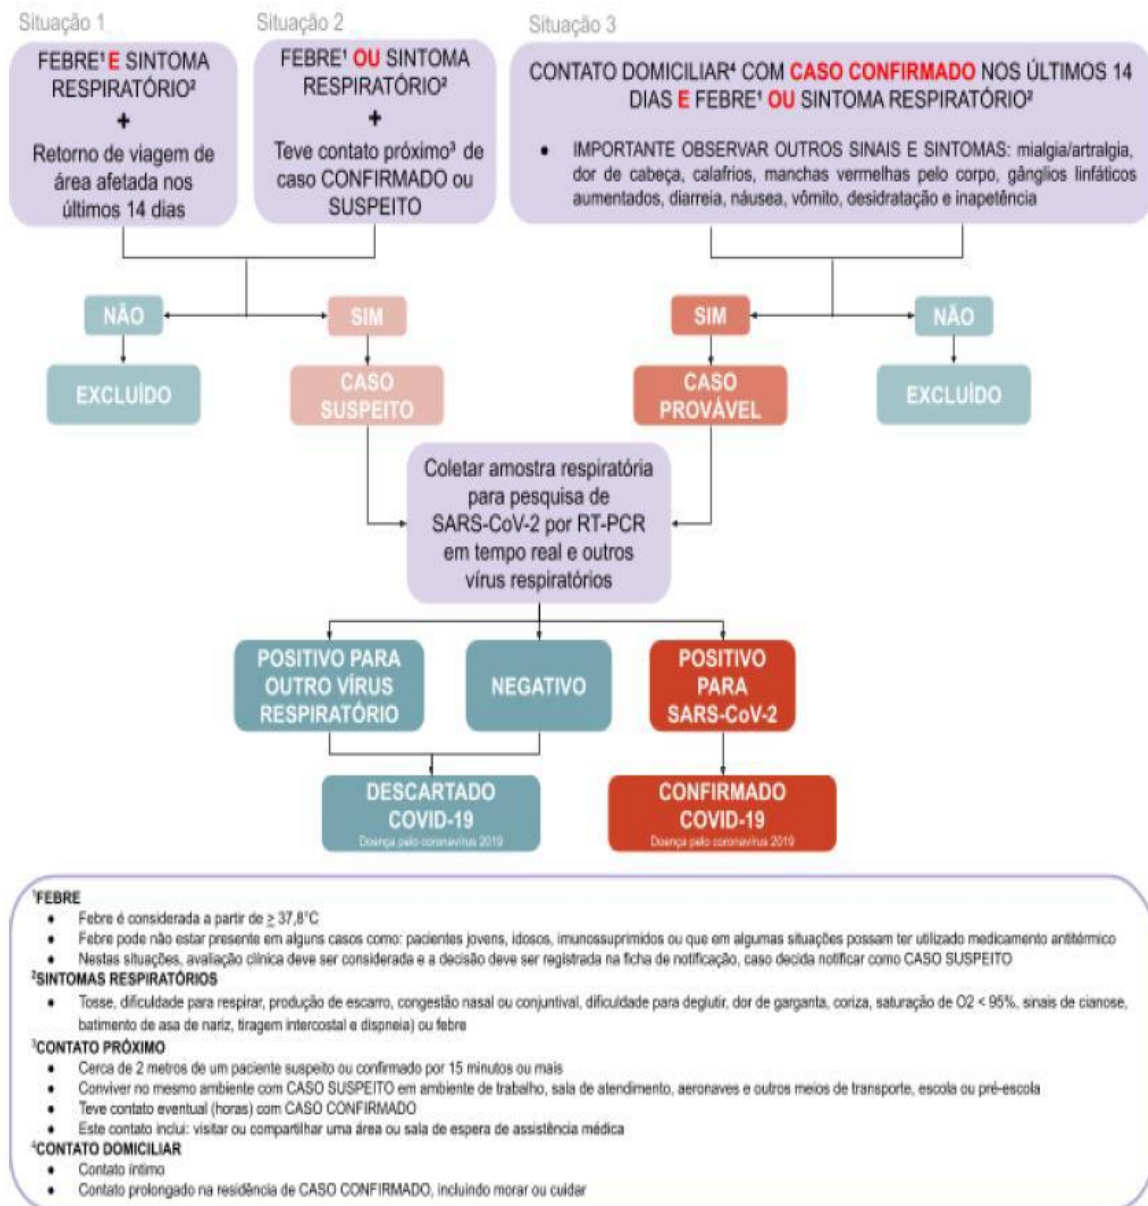 Situação 1
FEBRE¹ E SINTOMA
RESPIRATÓRIO²
+
Retorno de viagem de
área afetada nos
últimos 14 dias
Situação 2
FEBRE¹ OU SINTOMA
RESPIRATÓRIO²
+
Teve contato próximo³ de
caso CONFIRMADO ou
SUSPEITO
Situação 3
CONTATO DOMICILIAR⁴ COM CASO CONFIRMADO NOS ÚLTIMOS 14
DIAS E FEBRE¹ OU SINTOMA RESPIRATÓRIO²
• IMPORTANTE OBSERVAR OUTROS SINAIS E SINTOMAS: mialgia/artralgia,
dor de cabeça, calafrios, manchas vermelhas pelo corpo, gânglios linfáticos
aumentados, diarreia, náusea, vômito, desidratação e inapetência
NÃO
SIM
SIM
NÃO
EXCLUÍDO
CASO
SUSPEITO
CASO
PROVÁVEL
EXCLUÍDO
Coletar amostra respiratória
para pesquisa de
SARS-CoV-2 por RT-PCR
em tempo real e outros
vírus respiratórios
POSITIVO PARA
OUTRO VÍRUS
RESPIRATÓRIO
NEGATIVO
POSITIVO
PARA
SARS-CoV-2
DESCARTADO
COVID-19
Doença pelo coronavírus 2019
CONFIRMADO
COVID-19
Doença pelo coronavírus 2019
¹FEBRE
• Febre é considerada a partir de ≥ 37,8°C
• Febre pode não estar presente em alguns casos como: pacientes jovens, idosos, imunossuprimidos ou que em algumas situações possam ter utilizado medicamento antitérmico
• Nestas situações, avaliação clínica deve ser considerada e a decisão deve ser registrada na ficha de notificação, caso decida notificar como CASO SUSPEITO
²SINTOMAS RESPIRATÓRIOS
• Tosse, dificuldade para respirar, produção de escarro, congestão nasal ou conjuntival, dificuldade para deglutir, dor de garganta, coriza, saturação de O2 < 95%, sinais de cianose,
batimento de asa de nariz, tiragem intercostal e dispneia) ou febre
³CONTATO PRÓXIMO
• Cerca de 2 metros de um paciente suspeito ou confirmado por 15 minutos ou mais
• Conviver no mesmo ambiente com CASO SUSPEITO em ambiente de trabalho, sala de atendimento, aeronaves e outros meios de transporte, escola ou pré-escola
• Teve contato eventual (horas) com CASO CONFIRMADO
• Este contato inclui: visitar ou compartilhar uma área ou sala de espera de assistência médica
⁴CONTATO DOMICILIAR
• Contato íntimo
• Contato prolongado na residência de CASO CONFIRMADO, incluindo morar ou cuidar